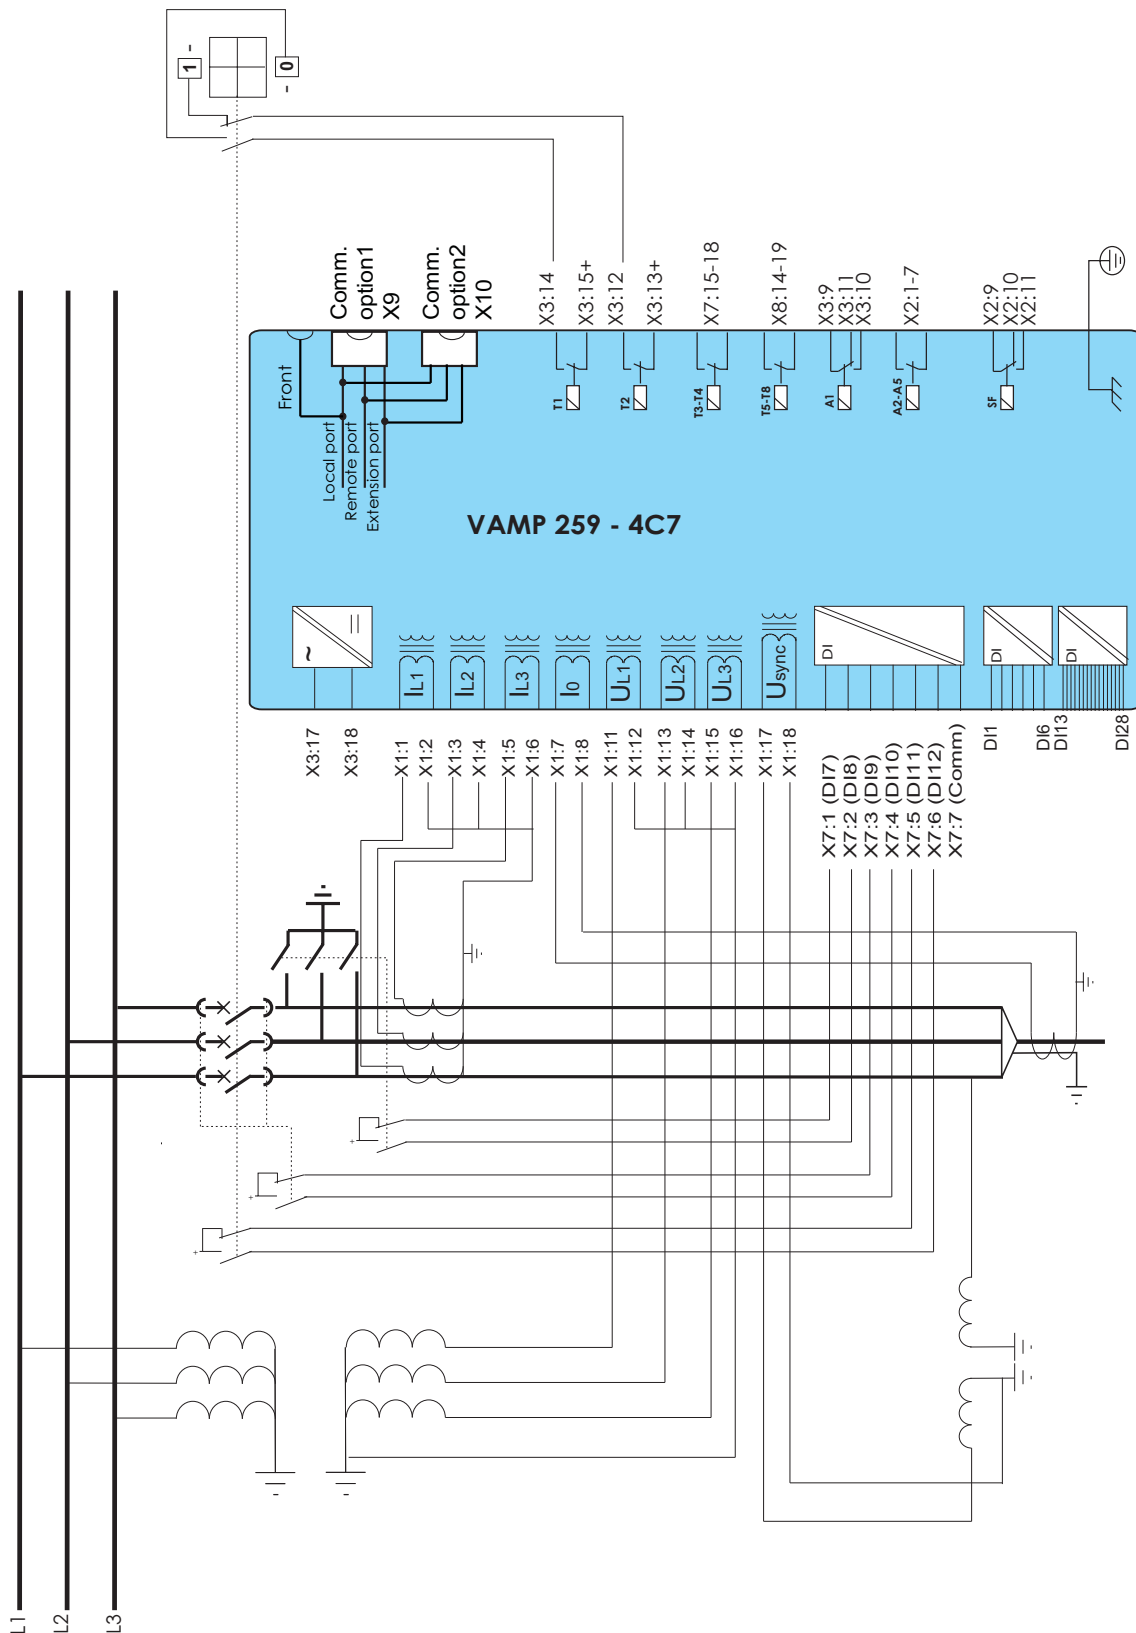 1 -
- 0
Comm.
option1
X9
Comm.
option2
X10
X3:14
X3:15+
X3:12
X3:13+
X7:15-18
X8:14-19
X3:9
X3:11
X3:10
X2:1-7
X2:9
X2:10
X2:11
Front
Local port
Remote port
Extension port
T1
T2
T3-T4
T5-T8
A1
A2-A5
SF
VAMP 259 - 4C7
~
IL1
IL2
IL3
I0
UL1
UL2
UL3
Usync
DI
DI
DI
X3:17
X3:18
X1:1
X1:2
X1:3
X1:4
X1:5
X1:6
X1:7
X1:8
X1:11
X1:12
X1:13
X1:14
X1:15
X1:16
X1:17
X1:18
X7:1 (DI7)
X7:2 (DI8)
X7:3 (DI9)
X7:4 (DI10)
X7:5 (DI11)
X7:6 (DI12)
X7:7 (Comm)
DI1
DI6
DI13
DI28
+
+
+
L1
L2
L3